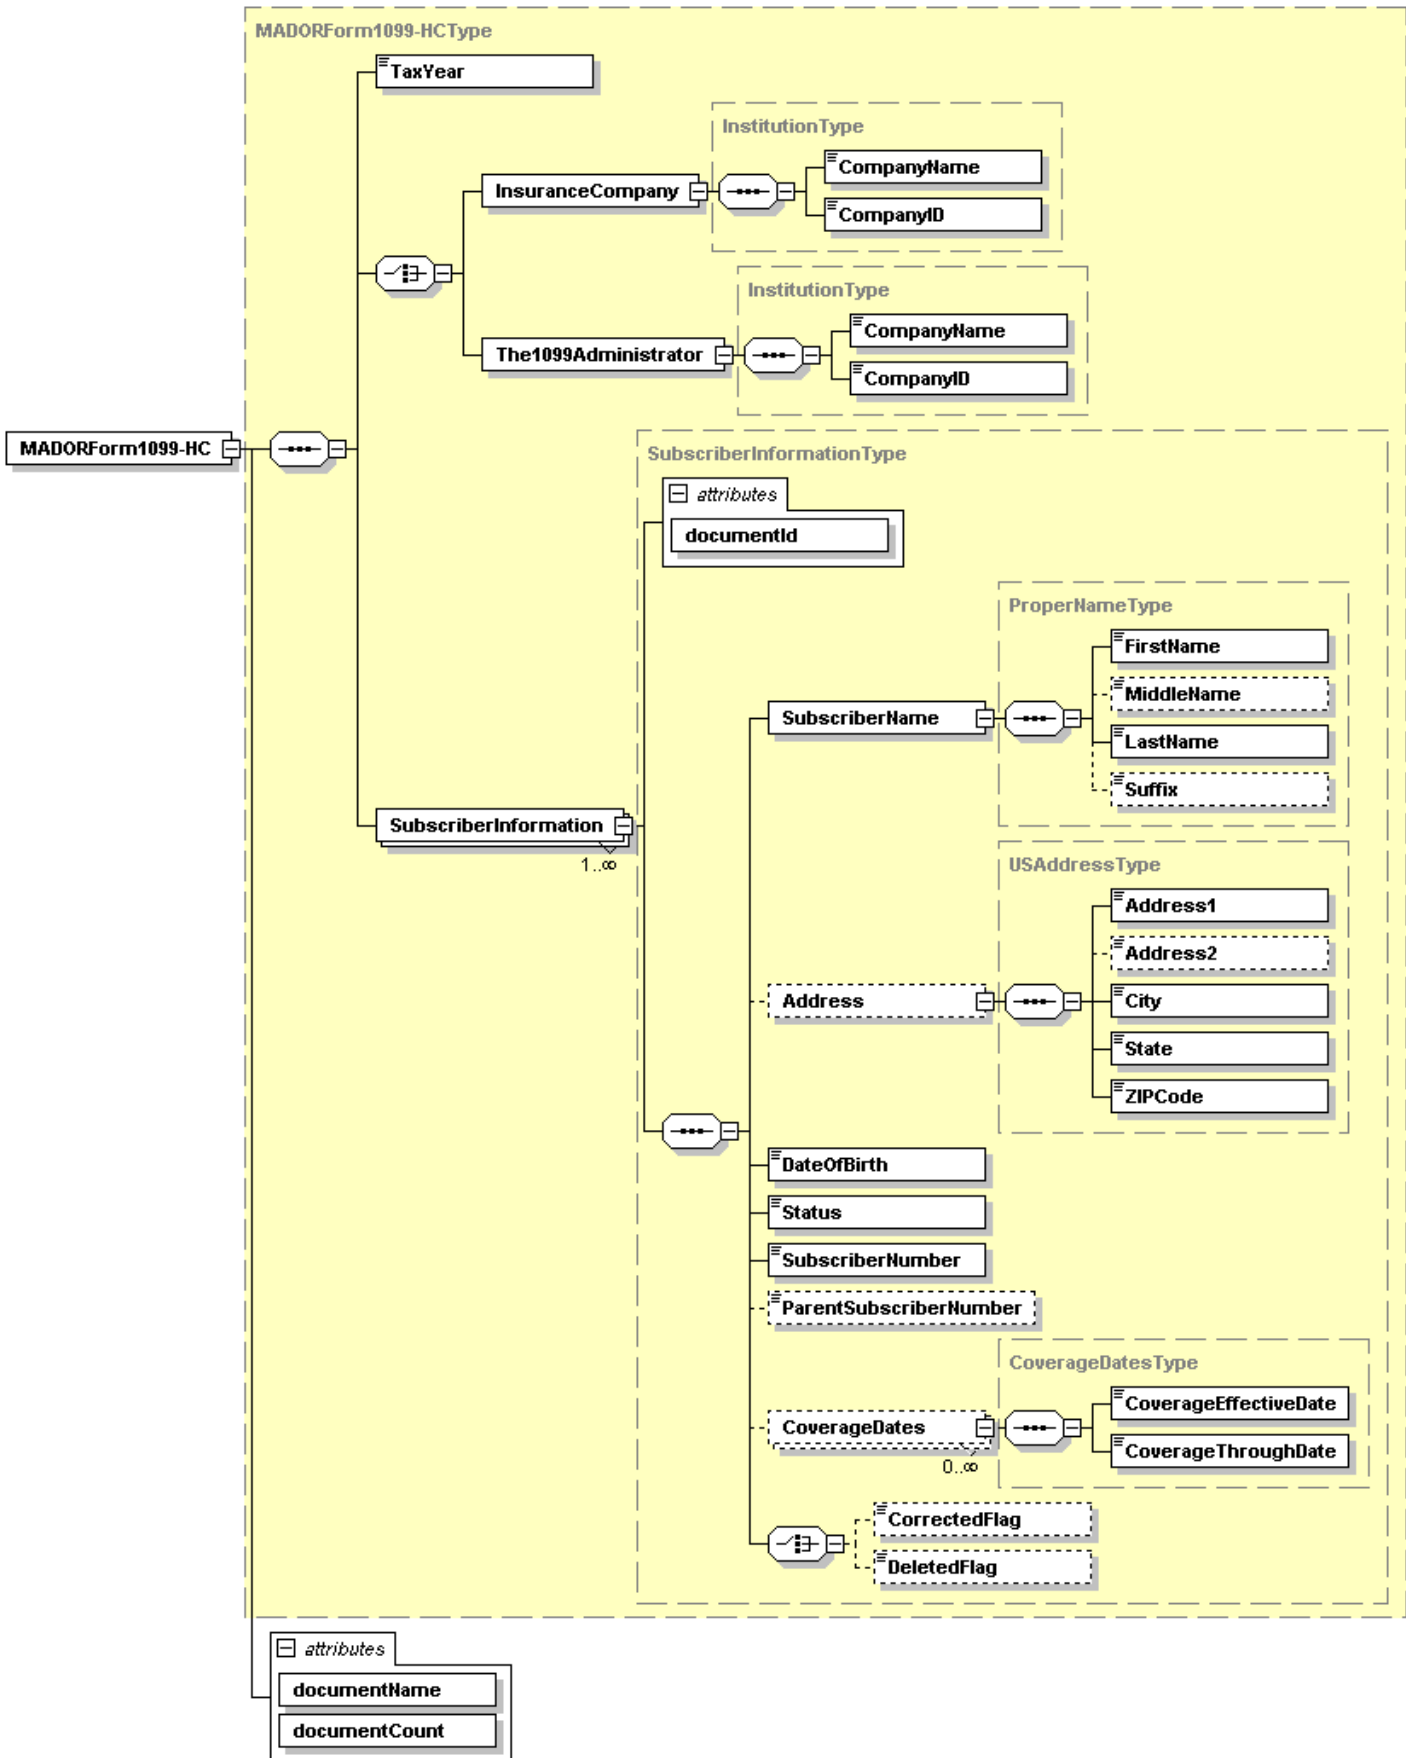 MADORForm1099-HCType
TaxYear
InstitutionType
CompanyName
InsuranceCompany
CompanyID
InstitutionType
CompanyName
The1099Administrator
CompanyID
MADORForm1099-HC
SubscriberInformationType
attributes
documentId
ProperNameType
FirstName
MiddleName
SubscriberName
LastName
Suffix
SubscriberInformation
1..∞
USAddressType
Address1
Address2
Address
City
State
ZIPCode
DateOfBirth
Status
SubscriberNumber
ParentSubscriberNumber
CoverageDatesType
CoverageEffectiveDate
CoverageDates
CoverageThroughDate
0..∞
CorrectedFlag
DeletedFlag
attributes
documentName
documentCount